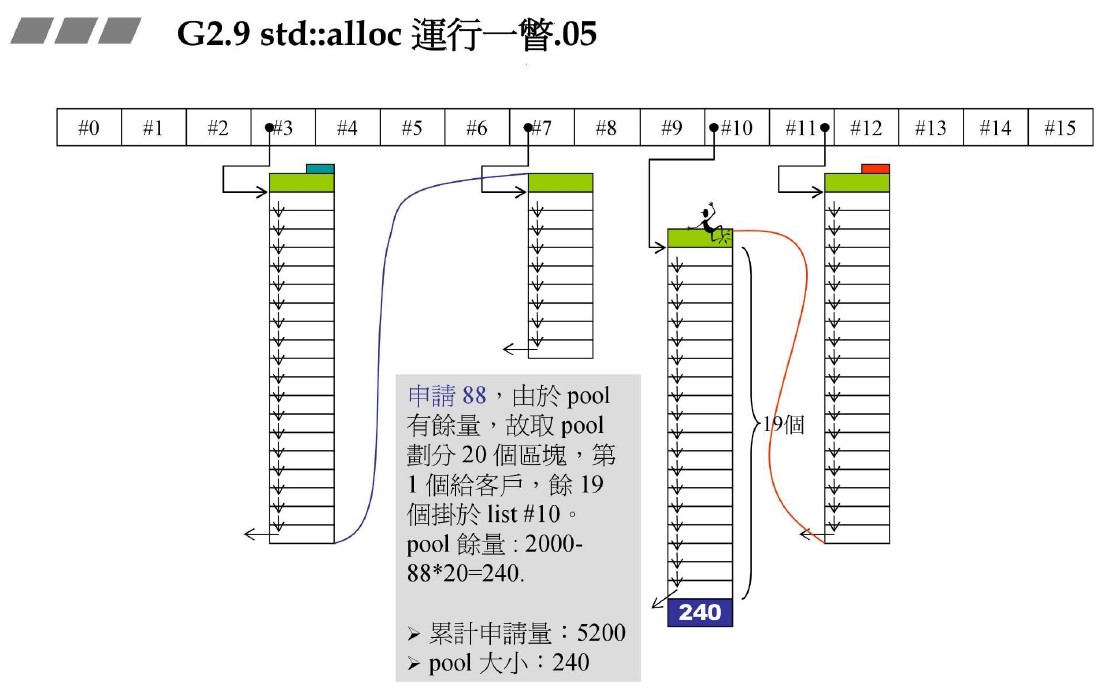 G2.9 std::alloc 運行一瞥.05
#0 #1 #2 #3 #4 #5 #6 #7 #8 #9 #10 #11 #12 #13 #14 #15
申請 88，由於 pool
有餘量，故取 pool
劃分 20 個區塊，第
1 個給客戶，餘 19
個掛於 list #10。
pool 餘量 : 2000-
88*20=240.
➢ 累計申請量：5200
➢ pool 大小：240
19個
240